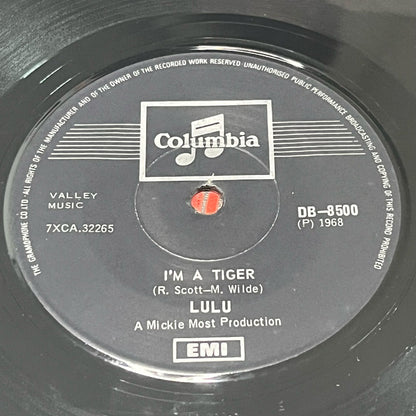 THE GRAMOPHONE CO.LTD · ALL RIGHTS OF THE MANUFACTURER AND OF THE OWNER OF THE RECORDED WORK RESERVED · UNAUTHORISED PUBLIC PERFORMANCE BROADCASTING AND COPYING OF THIS RECORD PROHIBITED
Columbia
VALLEY
MUSIC
7XCA.32265
DB—8500
(P) 1968
I'M A TIGER
(R. Scott—M. Wilde)
LULU
A Mickie Most Production
EMI